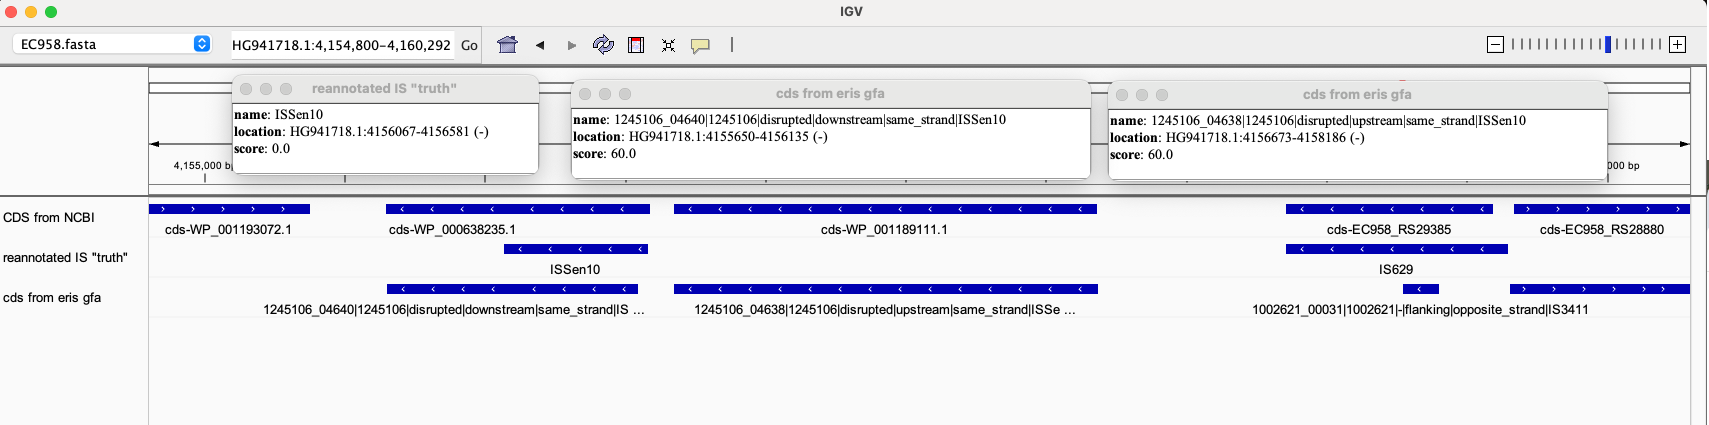 IGV
EC958.fasta
HG941718.1:4,154,800-4,160,292
Go
reannotated IS "truth"
name: ISSen10
location: HG941718.1:4156067-4156581 (-)
score: 0.0
cds from eris gfa
name: 1245106_04640|1245106|disrupted|downstream|same_strand|ISSen10
location: HG941718.1:4155650-4156135 (-)
score: 60.0
cds from eris gfa
name: 1245106_04638|1245106|disrupted|upstream|same_strand|ISSen10
location: HG941718.1:4156673-4158186 (-)
score: 60.0
4,155,000 bp
000 bp
CDS from NCBI
cds-WP_001193072.1
cds-WP_000638235.1
cds-WP_001189111.1
cds-EC958_RS29385
cds-EC958_RS28880
reannotated IS "truth"
ISSen10
IS629
cds from eris gfa
1245106_04640|1245106|disrupted|downstream|same_strand|IS ...
1245106_04638|1245106|disrupted|upstream|same_strand|ISSe ...
1002621_00031|1002621|-|flanking|opposite_strand|IS3411